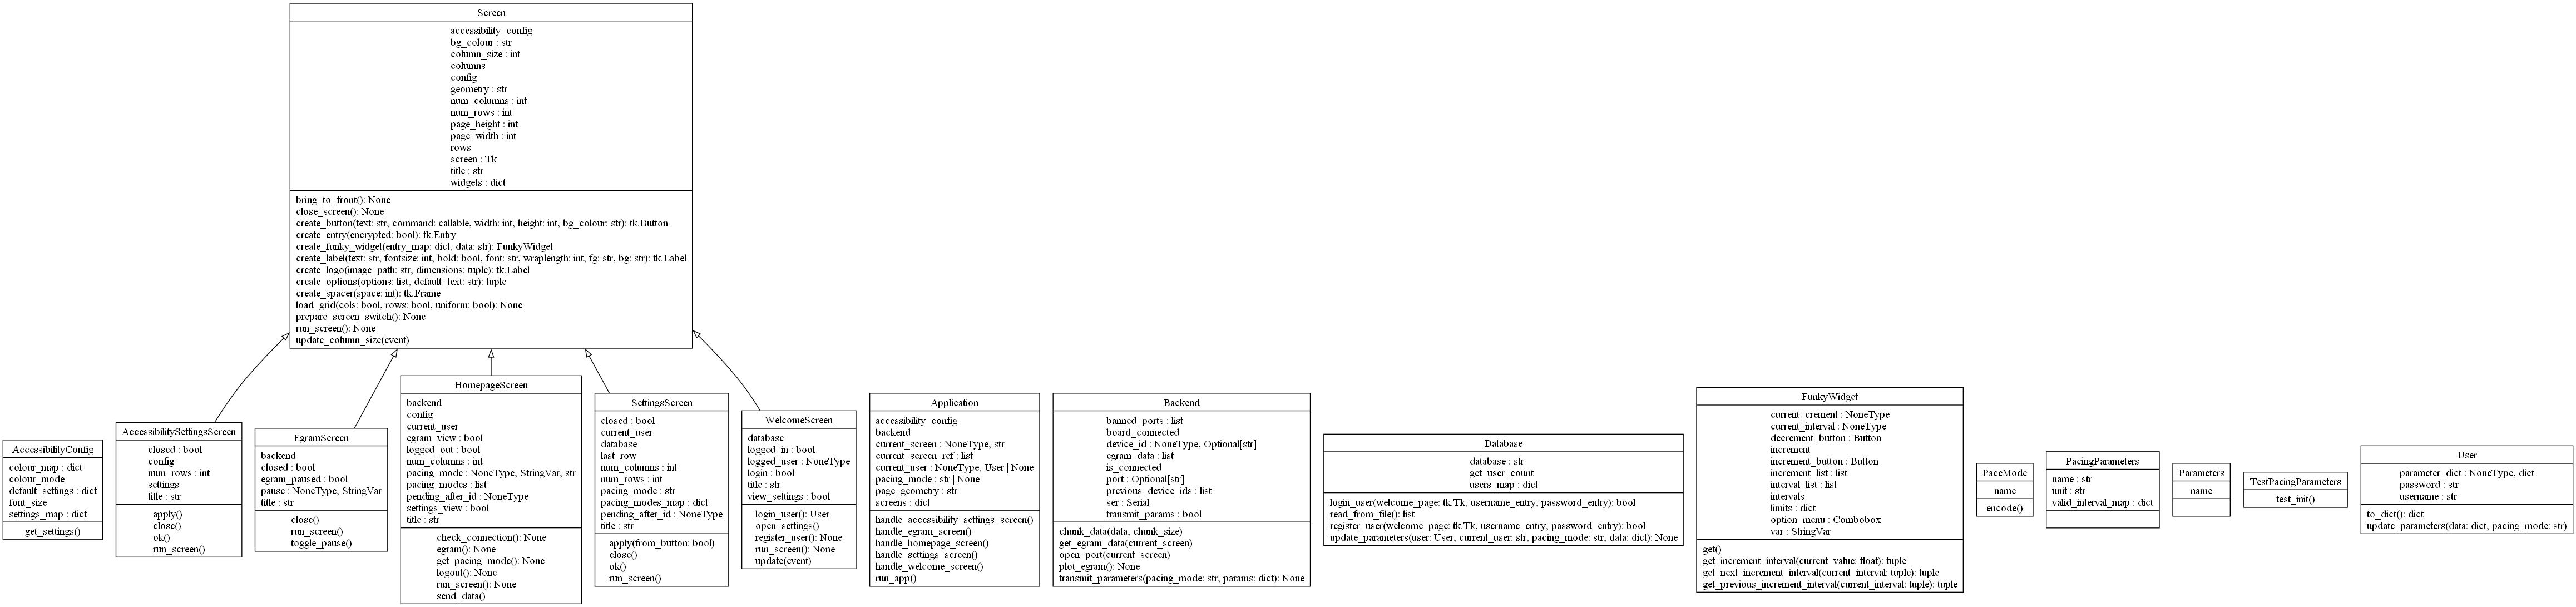 Screen
accessibility_config
bg_colour : str
column_size : int
columns
config
geometry : str
num_columns : int
num_rows : int
page_height : int
page_width : int
rows
screen : Tk
title : str
widgets : dict
bring_to_front(): None
close_screen(): None
create_button(text: str, command: callable, width: int, height: int, bg_colour: str): tk.Button
create_entry(encrypted: bool): tk.Entry
create_funky_widget(entry_map: dict, data: str): FunkyWidget
create_label(text: str, fontsize: int, bold: bool, font: str, wraplength: int, fg: str, bg: str): tk.Label
create_logo(image_path: str, dimensions: tuple): tk.Label
create_options(options: list, default_text: str): tuple
create_spacer(space: int): tk.Frame
load_grid(cols: bool, rows: bool, uniform: bool): None
prepare_screen_switch(): None
run_screen(): None
update_column_size(event)
AccessibilityConfig
colour_map : dict
colour_mode
default_settings : dict
font_size
settings_map : dict
get_settings()
AccessibilitySettingsScreen
closed : bool
config
num_rows : int
settings
title : str
apply()
close()
ok()
run_screen()
EgramScreen
backend
closed : bool
egram_paused : bool
pause : NoneType, StringVar
title : str
close()
run_screen()
toggle_pause()
HomepageScreen
backend
config
current_user
egram_view : bool
logged_out : bool
num_columns : int
pacing_mode : NoneType, StringVar, str
pacing_modes : list
pending_after_id : NoneType
settings_view : bool
title : str
check_connection(): None
egram(): None
get_pacing_mode(): None
logout(): None
run_screen(): None
send_data()
SettingsScreen
closed : bool
current_user
database
last_row
num_columns : int
num_rows : int
pacing_mode : str
pacing_modes_map : dict
pending_after_id : NoneType
title : str
apply(from_button: bool)
close()
ok()
run_screen()
WelcomeScreen
database
logged_in : bool
logged_user : NoneType
login : bool
title : str
view_settings : bool
login_user(): User
open_settings()
register_user(): None
run_screen(): None
update(event)
Application
accessibility_config
backend
current_screen : NoneType, str
current_screen_ref : list
current_user : NoneType, User | None
pacing_mode : str | None
page_geometry : str
screens : dict
handle_accessibility_settings_screen()
handle_egram_screen()
handle_homepage_screen()
handle_settings_screen()
handle_welcome_screen()
run_app()
Backend
banned_ports : list
board_connected
device_id : NoneType, Optional[str]
egram_data : list
is_connected
port : Optional[str]
previous_device_ids : list
ser : Serial
transmit_params : bool
chunk_data(data, chunk_size)
get_egram_data(current_screen)
open_port(current_screen)
plot_egram(): None
transmit_parameters(pacing_mode: str, params: dict): None
Database
database : str
get_user_count
users_map : dict
login_user(welcome_page: tk.Tk, username_entry, password_entry): bool
read_from_file(): list
register_user(welcome_page: tk.Tk, username_entry, password_entry): bool
update_parameters(user: User, current_user: str, pacing_mode: str, data: dict): None
FunkyWidget
current_crement : NoneType
current_interval : NoneType
decrement_button : Button
increment
increment_button : Button
increment_list : list
interval_list : list
intervals
limits : dict
option_menu : Combobox
var : StringVar
get()
get_increment_interval(current_value: float): tuple
get_next_increment_interval(current_interval: tuple): tuple
get_previous_increment_interval(current_interval: tuple): tuple
PaceMode
name
encode()
PacingParameters
name : str
unit : str
valid_interval_map : dict
Parameters
name
TestPacingParameters
test_init()
User
parameter_dict : NoneType, dict
password : str
username : str
to_dict(): dict
update_parameters(data: dict, pacing_mode: str)